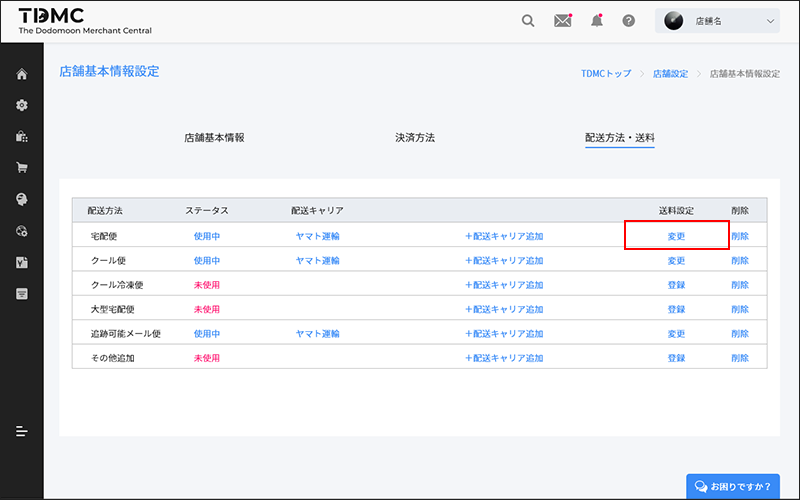 TDMC
The Dodomoon Merchant Central
店舗名
店舗基本情報設定
TDMCトップ > 店舗設定 > 店舗基本情報設定
店舗基本情報 決済方法 配送方法・送料
配送方法 ステータス 配送キャリア 送料設定 削除
宅配便 使用中 ヤマト運輸 +配送キャリア追加 変更 削除
クール便 使用中 ヤマト運輸 +配送キャリア追加 変更 削除
クール冷凍便 未使用 +配送キャリア追加 登録 削除
大型宅配便 未使用 +配送キャリア追加 登録 削除
追跡可能メール便 使用中 ヤマト運輸 +配送キャリア追加 変更 削除
その他追加 未使用 +配送キャリア追加 登録 削除
お困りですか?